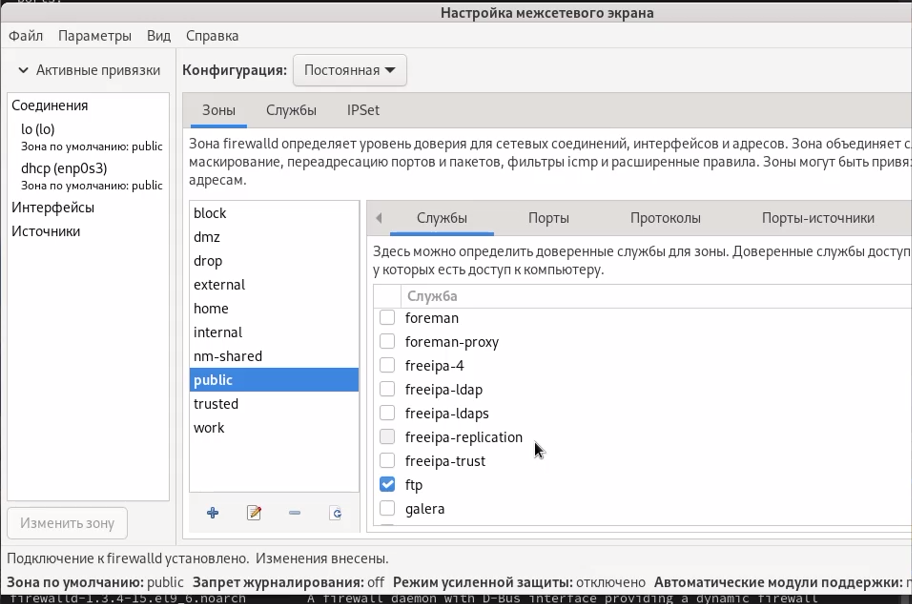 Настройка межсетевого экрана
Файл Параметры Вид Справка
Активные привязки
Конфигурация: Постоянная
Соединения
lo (lo)
Зона по умолчанию: public
dhcp (enp0s3)
Зона по умолчанию: public
Интерфейсы
Источники
Изменить зону
Зоны Службы IPSet
Зона firewalld определяет уровень доверия для сетевых соединений, интерфейсов и адресов. Зона объединяет
маскирование, переадресацию портов и пакетов, фильтры icmp и расширенные правила. Зоны могут быть
адресам.
block
dmz
drop
external
home
internal
nm-shared
public
trusted
work
Службы Порты Протоколы Порты-источники
Здесь можно определить доверенные службы для зоны. Доверенные службы
у которых есть доступ к компьютеру.
Служба
foreman
foreman-proxy
freeipa-4
freeipa-ldap
freeipa-ldaps
freeipa-replication
freeipa-trust
ftp
galera
Подключение к firewalld установлено. Изменения внесены.
Зона по умолчанию: public Запрет журналирования: off Режим усиленной защиты: отключено Автоматические модули поддержки:
firewalld-1.3.4-15.el9_6.noarch A firewall daemon with D-Bus interface providing a dynamic firewall